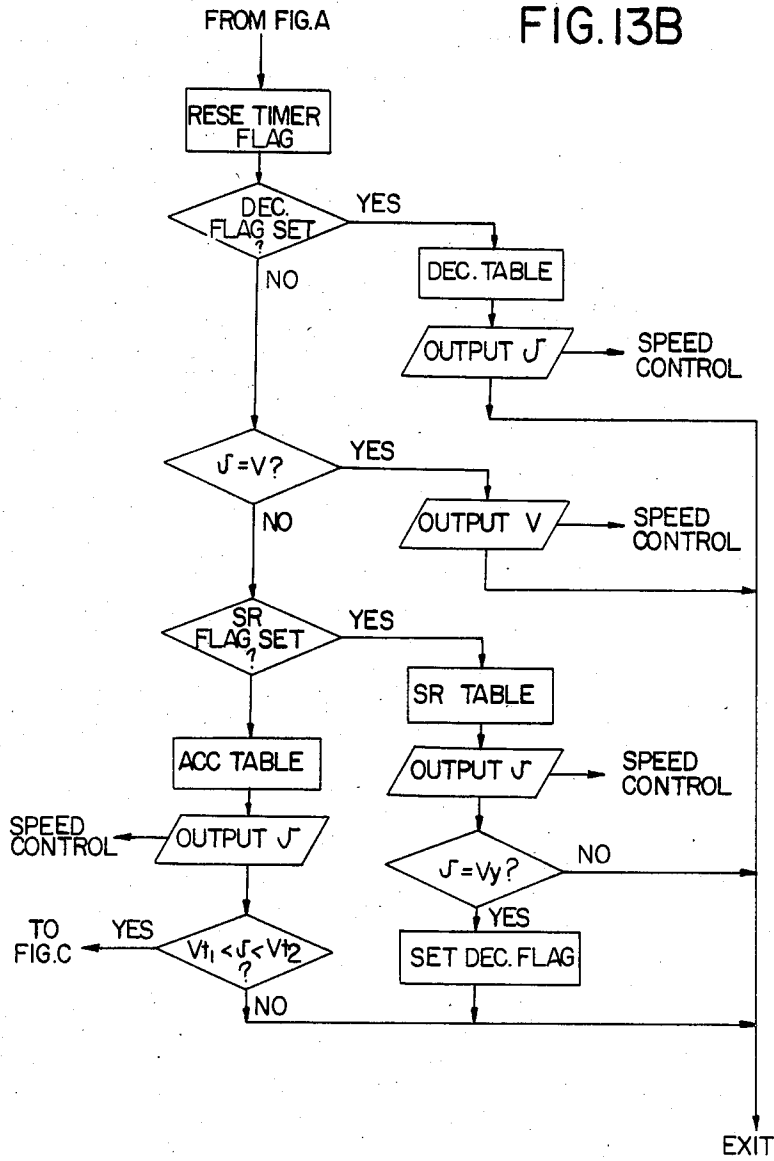 FROM FIG.A
FIG.13B
RESE TIMER
FLAG
DEC.
FLAG SET
?
YES
NO
DEC. TABLE
OUTPUT υ
SPEED
CONTROL
υ=V?
YES
NO
OUTPUT V
SPEED
CONTROL
SR
FLAG SET
?
YES
SR TABLE
ACC TABLE
OUTPUT υ
SPEED
CONTROL
SPEED
CONTROL
OUTPUT υ
υ=Vy?
NO
YES
TO
FIG.C
YES
Vt1<υ<Vt2
?
NO
SET DEC. FLAG
EXIT